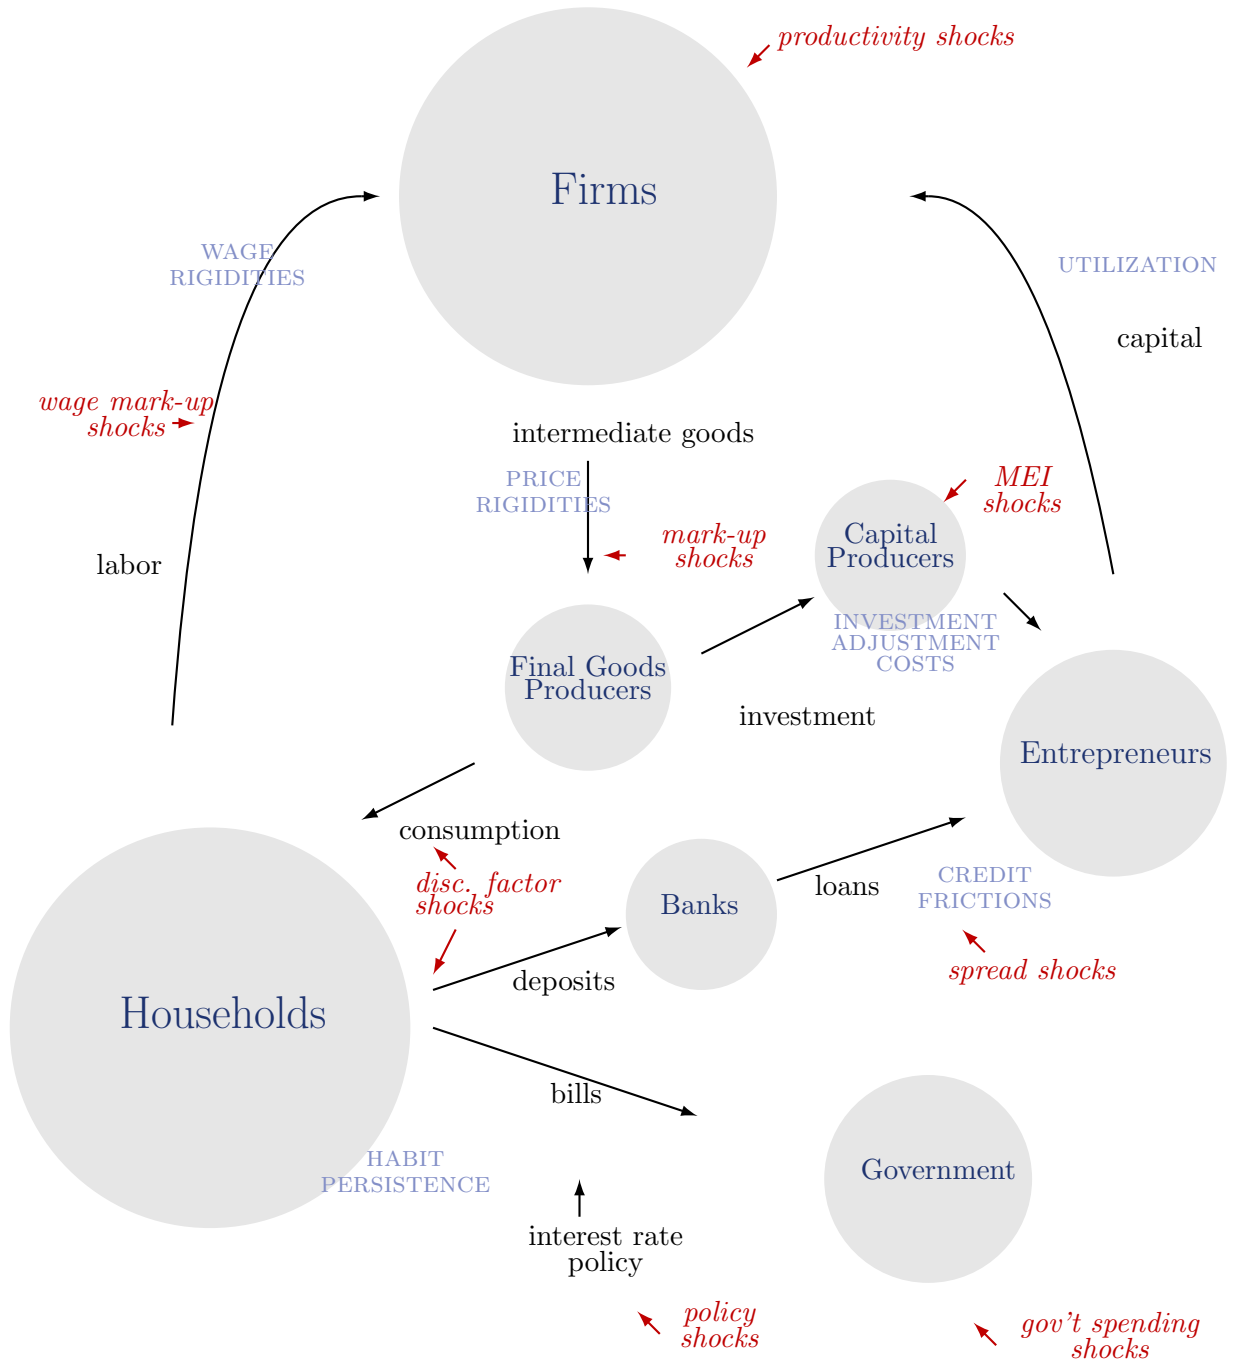 productivity shocks
Firms
WAGE
RIGIDITIES
UTILIZATION
capital
wage mark-up
shocks
intermediate goods
PRICE
RIGIDITIES
MEI
shocks
mark-up
shocks
Capital
Producers
labor
INVESTMENT
ADJUSTMENT
COSTS
Final Goods
Producers
investment
Entrepreneurs
consumption
disc. factor
shocks
Banks
loans
CREDIT
FRICTIONS
spread shocks
deposits
Households
bills
HABIT
PERSISTENCE
Government
interest rate
policy
policy
shocks
gov't spending
shocks